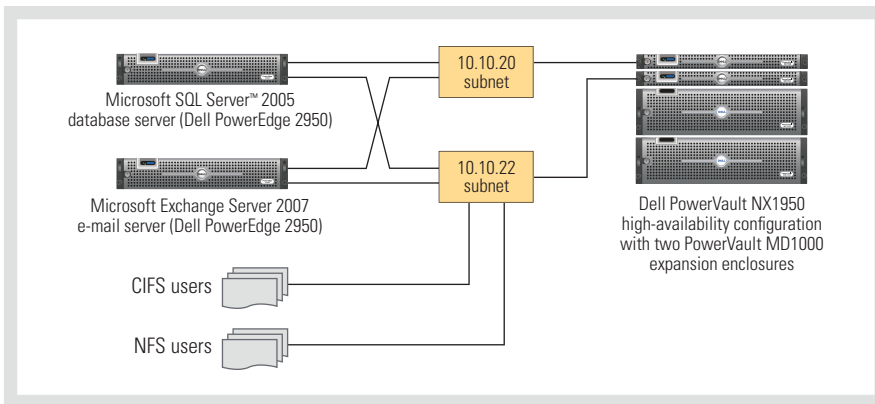 10.10.20
subnet
Microsoft SQL Server™ 2005
database server (Dell PowerEdge 2950)
10.10.22
subnet
Microsoft Exchange Server 2007
e-mail server (Dell PowerEdge 2950)
Dell PowerVault NX1950
high-availability configuration
with two PowerVault MD1000
expansion enclosures
CIFS users
NFS users